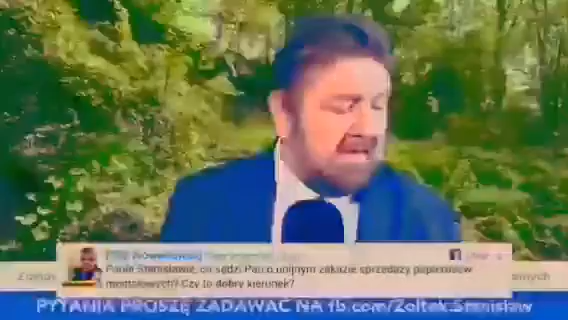 Panie Stanisławie, co sądzi Pan o unijnym zakazie sprzedaży papierosów
mentolowych? Czy to dobry kierunek?
PYTANIA PROSZĘ ZADAWAĆ NA fb.com/Zoltek.Stanislaw